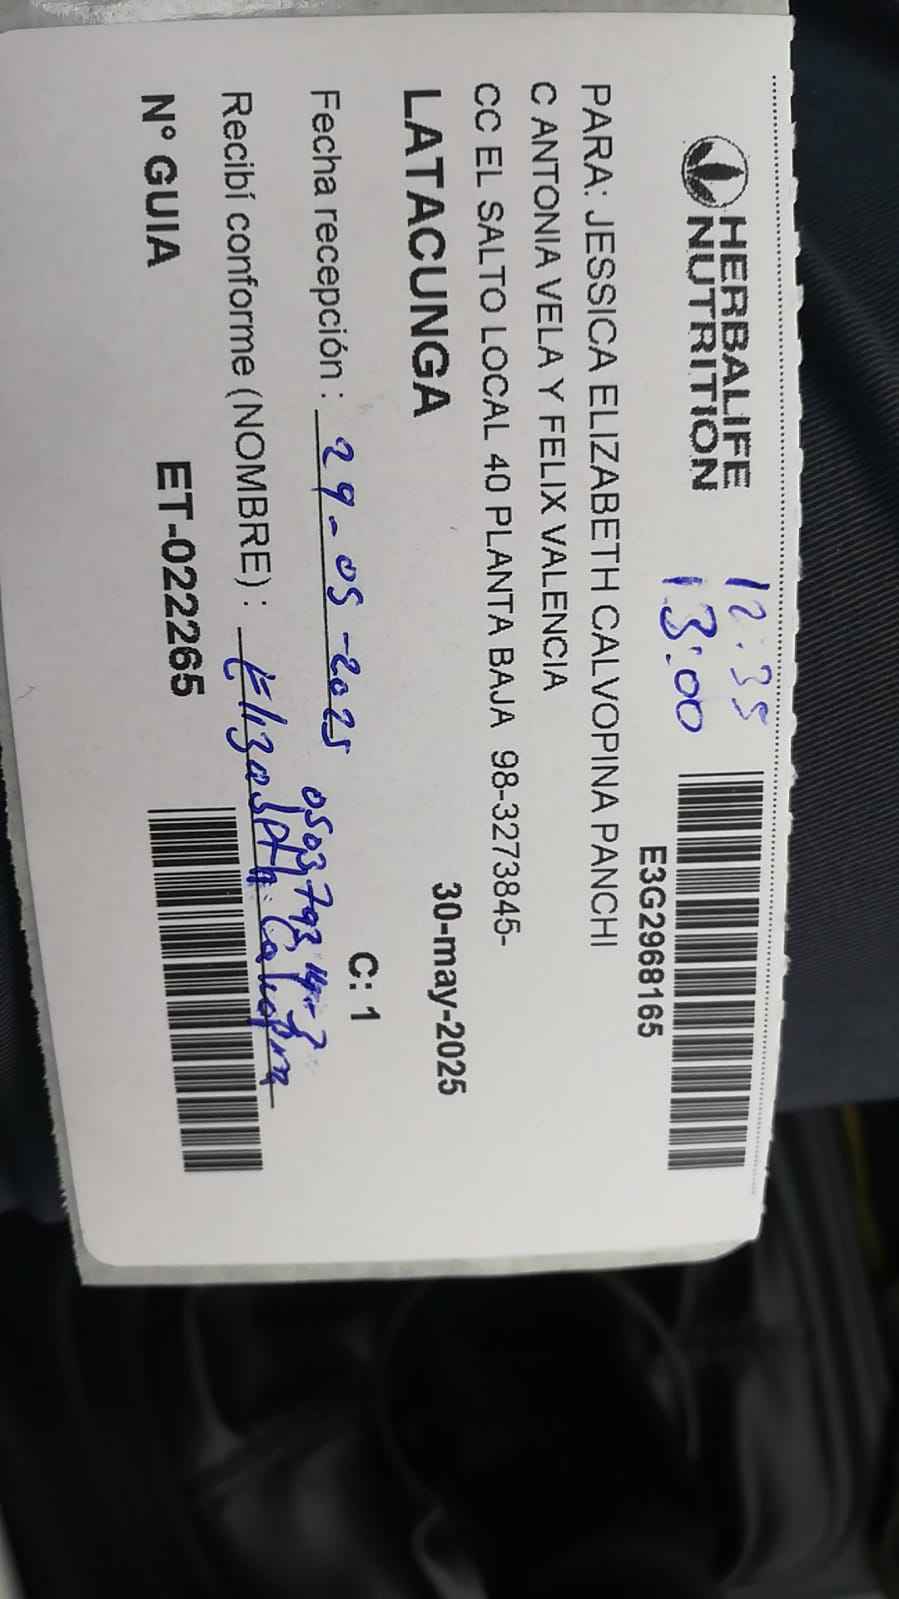 HERBALIFE
NUTRITION
12:35
13:00
E3G2968165
PARA: JESSICA ELIZABETH CALVOPINA PANCHI
C ANTONIA VELA Y FELIX VALENCIA
CC EL SALTO LOCAL 40 PLANTA BAJA 98-3273845-
LATACUNGA
30-may-2025
Fecha recepción : 29-05-2025
C: 1
Recibí conforme (NOMBRE) : Elizabeth Calvopina
N° GUIA ET-022265